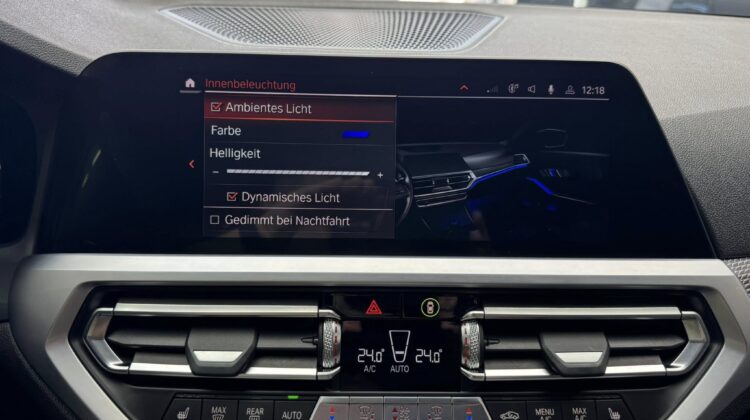 Innenbeleuchtung
12:18
Ambientes Licht
Farbe
Helligkeit
- +
Dynamisches Licht
Gedimmt bei Nachtfahrt
24.0 24.0
A/C AUTO
MAX REAR AUTO MENU A/C MAX A/C